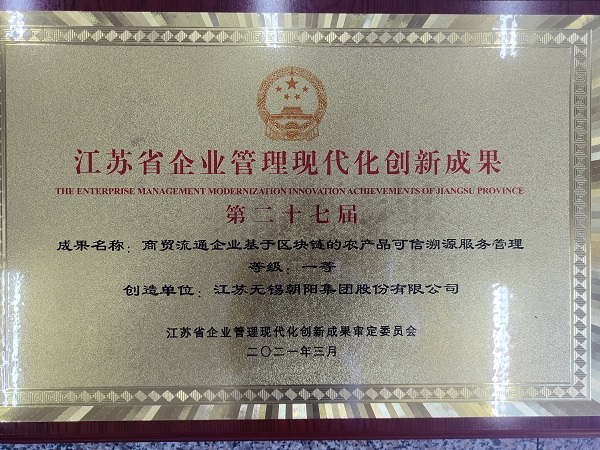 江苏省企业管理现代化创新成果
THE ENTERPRISE MANAGEMENT MODERNIZATION INNOVATION ACHIEVEMENTS OF JIANGSU PROVINCE
第二十七届
成果名称：商贸流通企业基于区块链的农产品可信溯源服务管理
等级：一等
创造单位：江苏无锡朝阳集团股份有限公司
江苏省企业管理现代化创新成果审定委员会
二〇二一年三月